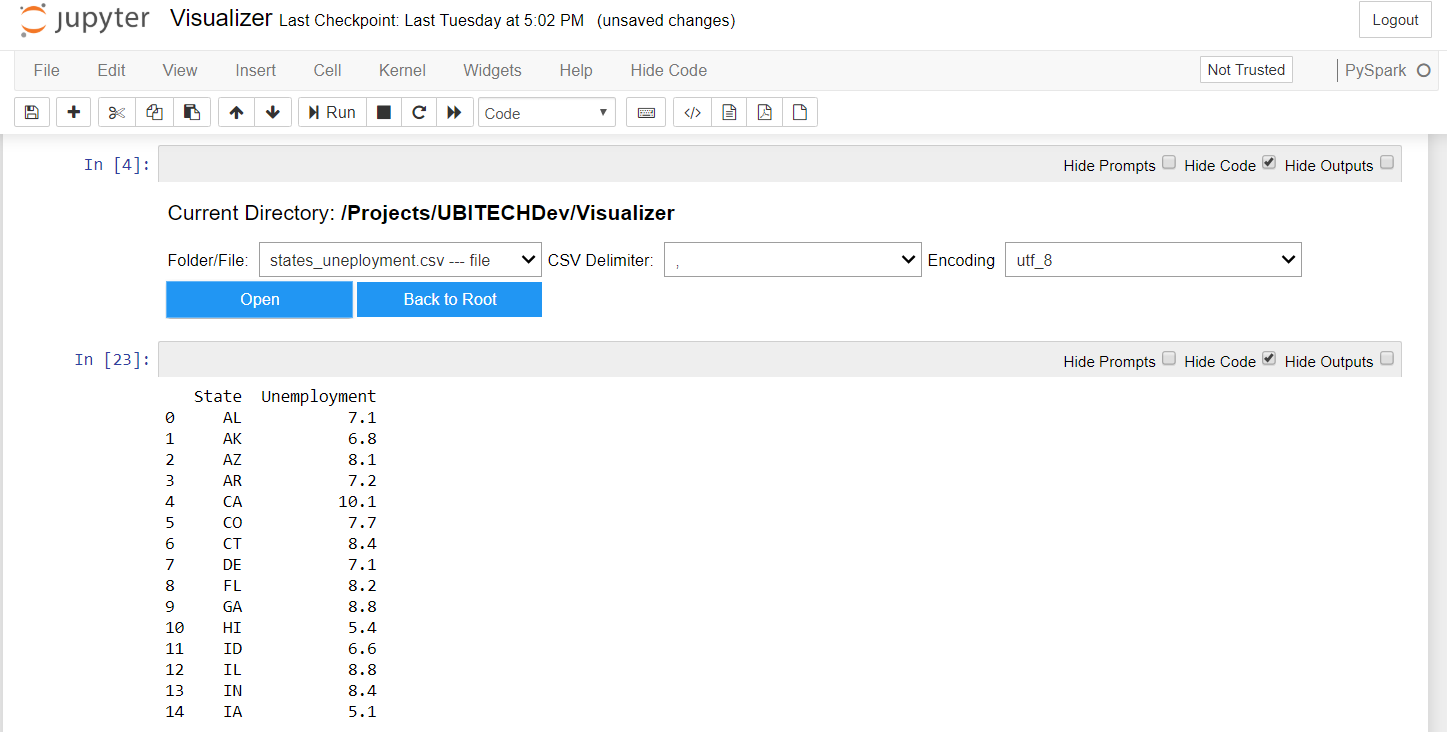 jupyter Visualizer Last Checkpoint: Last Tuesday at 5:02 PM (unsaved changes) Logout
File Edit View Insert Cell Kernel Widgets Help Hide Code Not Trusted PySpark
Run Code
In [4]: Hide Prompts Hide Code Hide Outputs
Current Directory: /Projects/UBITECHDev/Visualizer
Folder/File: states_uneployment.csv --- file CSV Delimiter: , Encoding utf_8
Open Back to Root
In [23]: Hide Prompts Hide Code Hide Outputs
State Unemployment
0 AL 7.1
1 AK 6.8
2 AZ 8.1
3 AR 7.2
4 CA 10.1
5 CO 7.7
6 CT 8.4
7 DE 7.1
8 FL 8.2
9 GA 8.8
10 HI 5.4
11 ID 6.6
12 IL 8.8
13 IN 8.4
14 IA 5.1